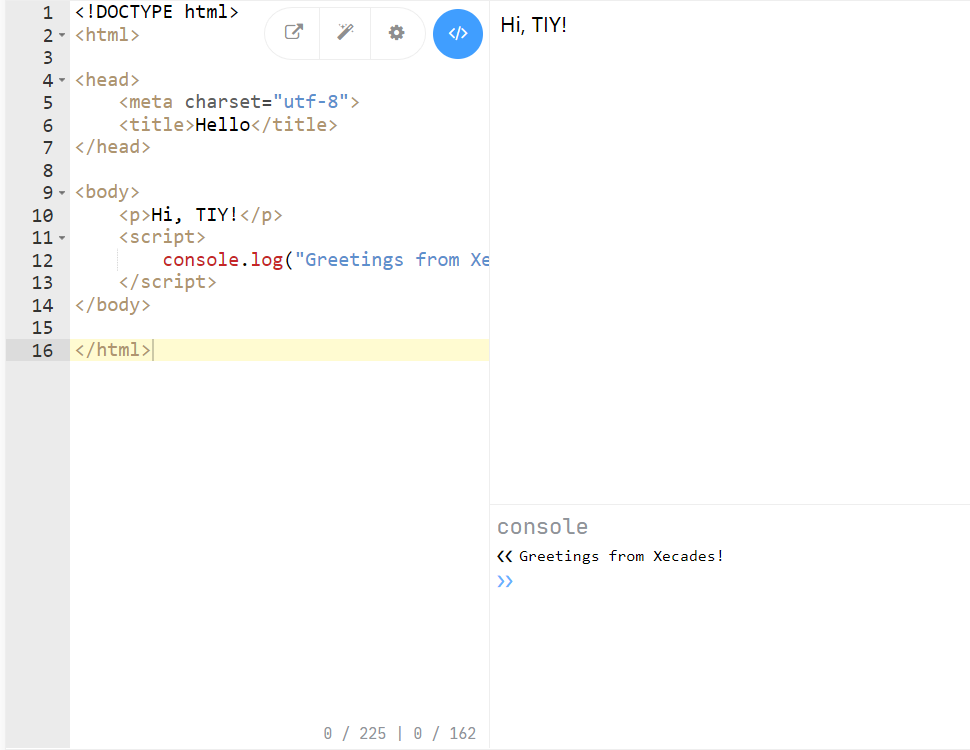 1 <!DOCTYPE html>
2 <html>
3
4 <head>
5 <meta charset="utf-8">
6 <title>Hello</title>
7 </head>
8
9 <body>
10 <p>Hi, TIY!</p>
11 <script>
12 console.log("Greetings from Xe
13 </script>
14 </body>
15
16 </html>
</>
0 / 225 | 0 / 162
Hi, TIY!
console
<< Greetings from Xecades!
>>